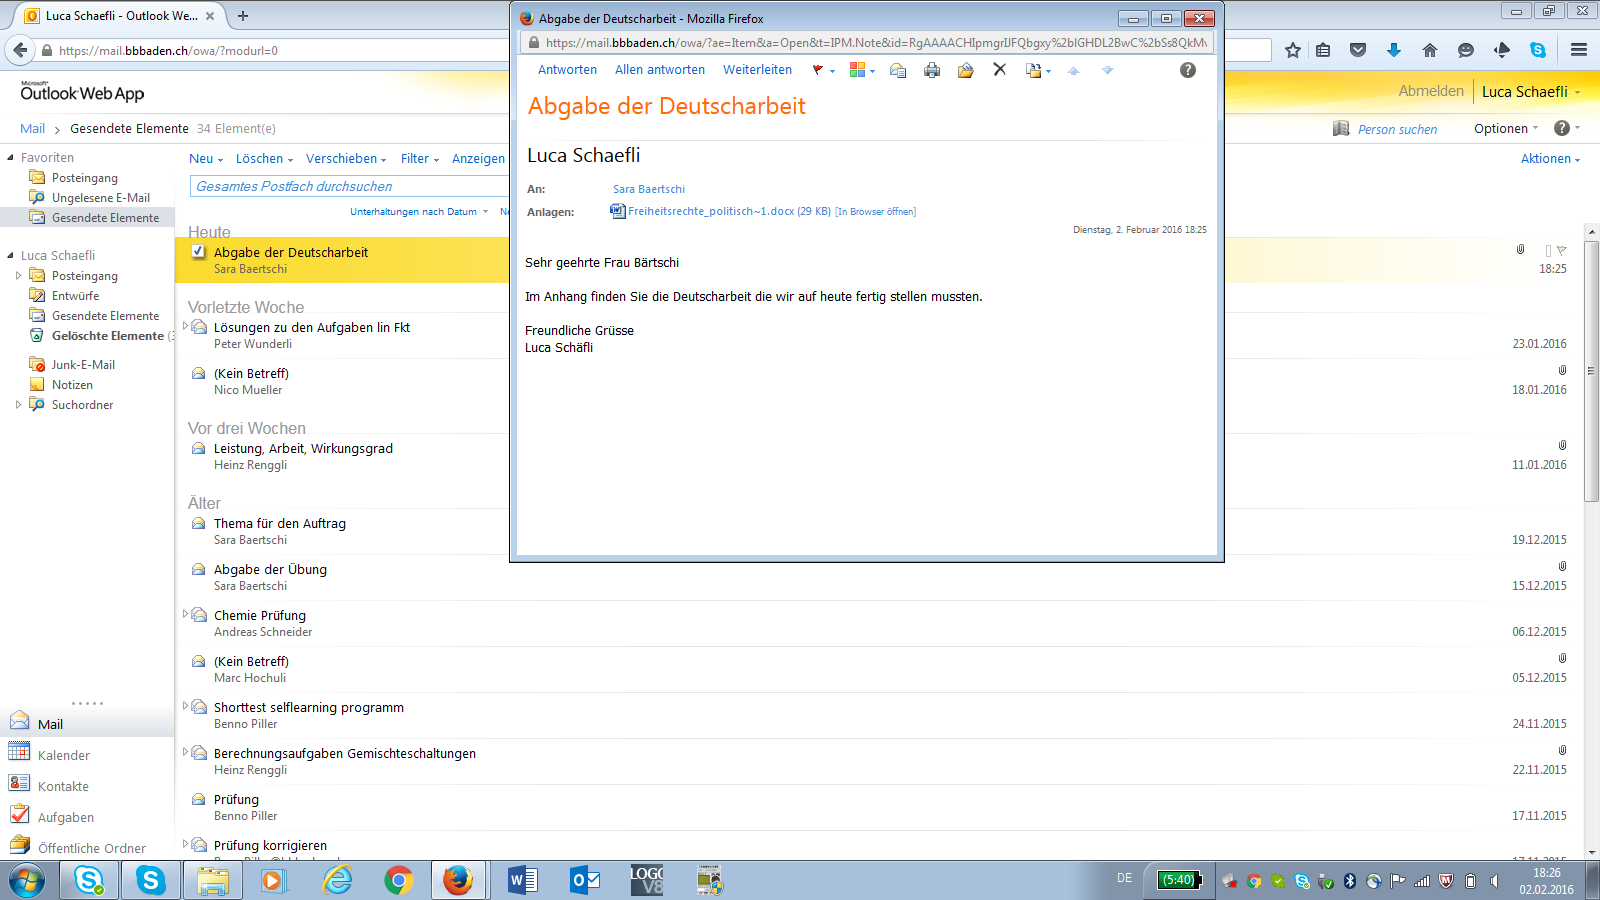 Luca Schaefli - Outlook We...
https://mail.bbbaden.ch/owa/?modurl=0
Microsoft®
Outlook Web App
Abmelden
Luca Schaefli
Mail
Gesendete Elemente 34 Element(e)
Person suchen
Optionen
Favoriten
Posteingang
Ungelesene E-Mail
Gesendete Elemente
Luca Schaefli
Posteingang
Entwürfe
Gesendete Elemente
Gelöschte Elemente
Junk-E-Mail
Notizen
Suchordner
Mail
Kalender
Kontakte
Aufgaben
Öffentliche Ordner
Neu Löschen Verschieben Filter Anzeigen
Aktionen
Gesamtes Postfach durchsuchen
Unterhaltungen nach Datum
Heute
Abgabe der Deutscharbeit
Sara Baertschi
18:25
Vorletzte Woche
Lösungen zu den Aufgaben lin Fkt
Peter Wunderli
23.01.2016
(Kein Betreff)
Nico Mueller
18.01.2016
Vor drei Wochen
Leistung, Arbeit, Wirkungsgrad
Heinz Renggli
11.01.2016
Älter
Thema für den Auftrag
Sara Baertschi
19.12.2015
Abgabe der Übung
Sara Baertschi
15.12.2015
Chemie Prüfung
Andreas Schneider
06.12.2015
(Kein Betreff)
Marc Hochuli
05.12.2015
Shorttest selflearning programm
Benno Piller
24.11.2015
Berechnungsaufgaben Gemischteschaltungen
Heinz Renggli
22.11.2015
Prüfung
Benno Piller
17.11.2015
Prüfung korrigieren
Abgabe der Deutscharbeit - Mozilla Firefox
Antworten Allen antworten Weiterleiten
Abgabe der Deutscharbeit
Luca Schaefli
An: Sara Baertschi
Anlagen: Freiheitsrechte_politisch~1.docx (29 KB) [In Browser öffnen]
Dienstag, 2. Februar 2016 18:25
Sehr geehrte Frau Bärtschi
Im Anhang finden Sie die Deutscharbeit die wir auf heute fertig stellen mussten.
Freundliche Grüsse
Luca Schäfli
LOGO
V8
DE
(5:40)
18:26
02.02.2016